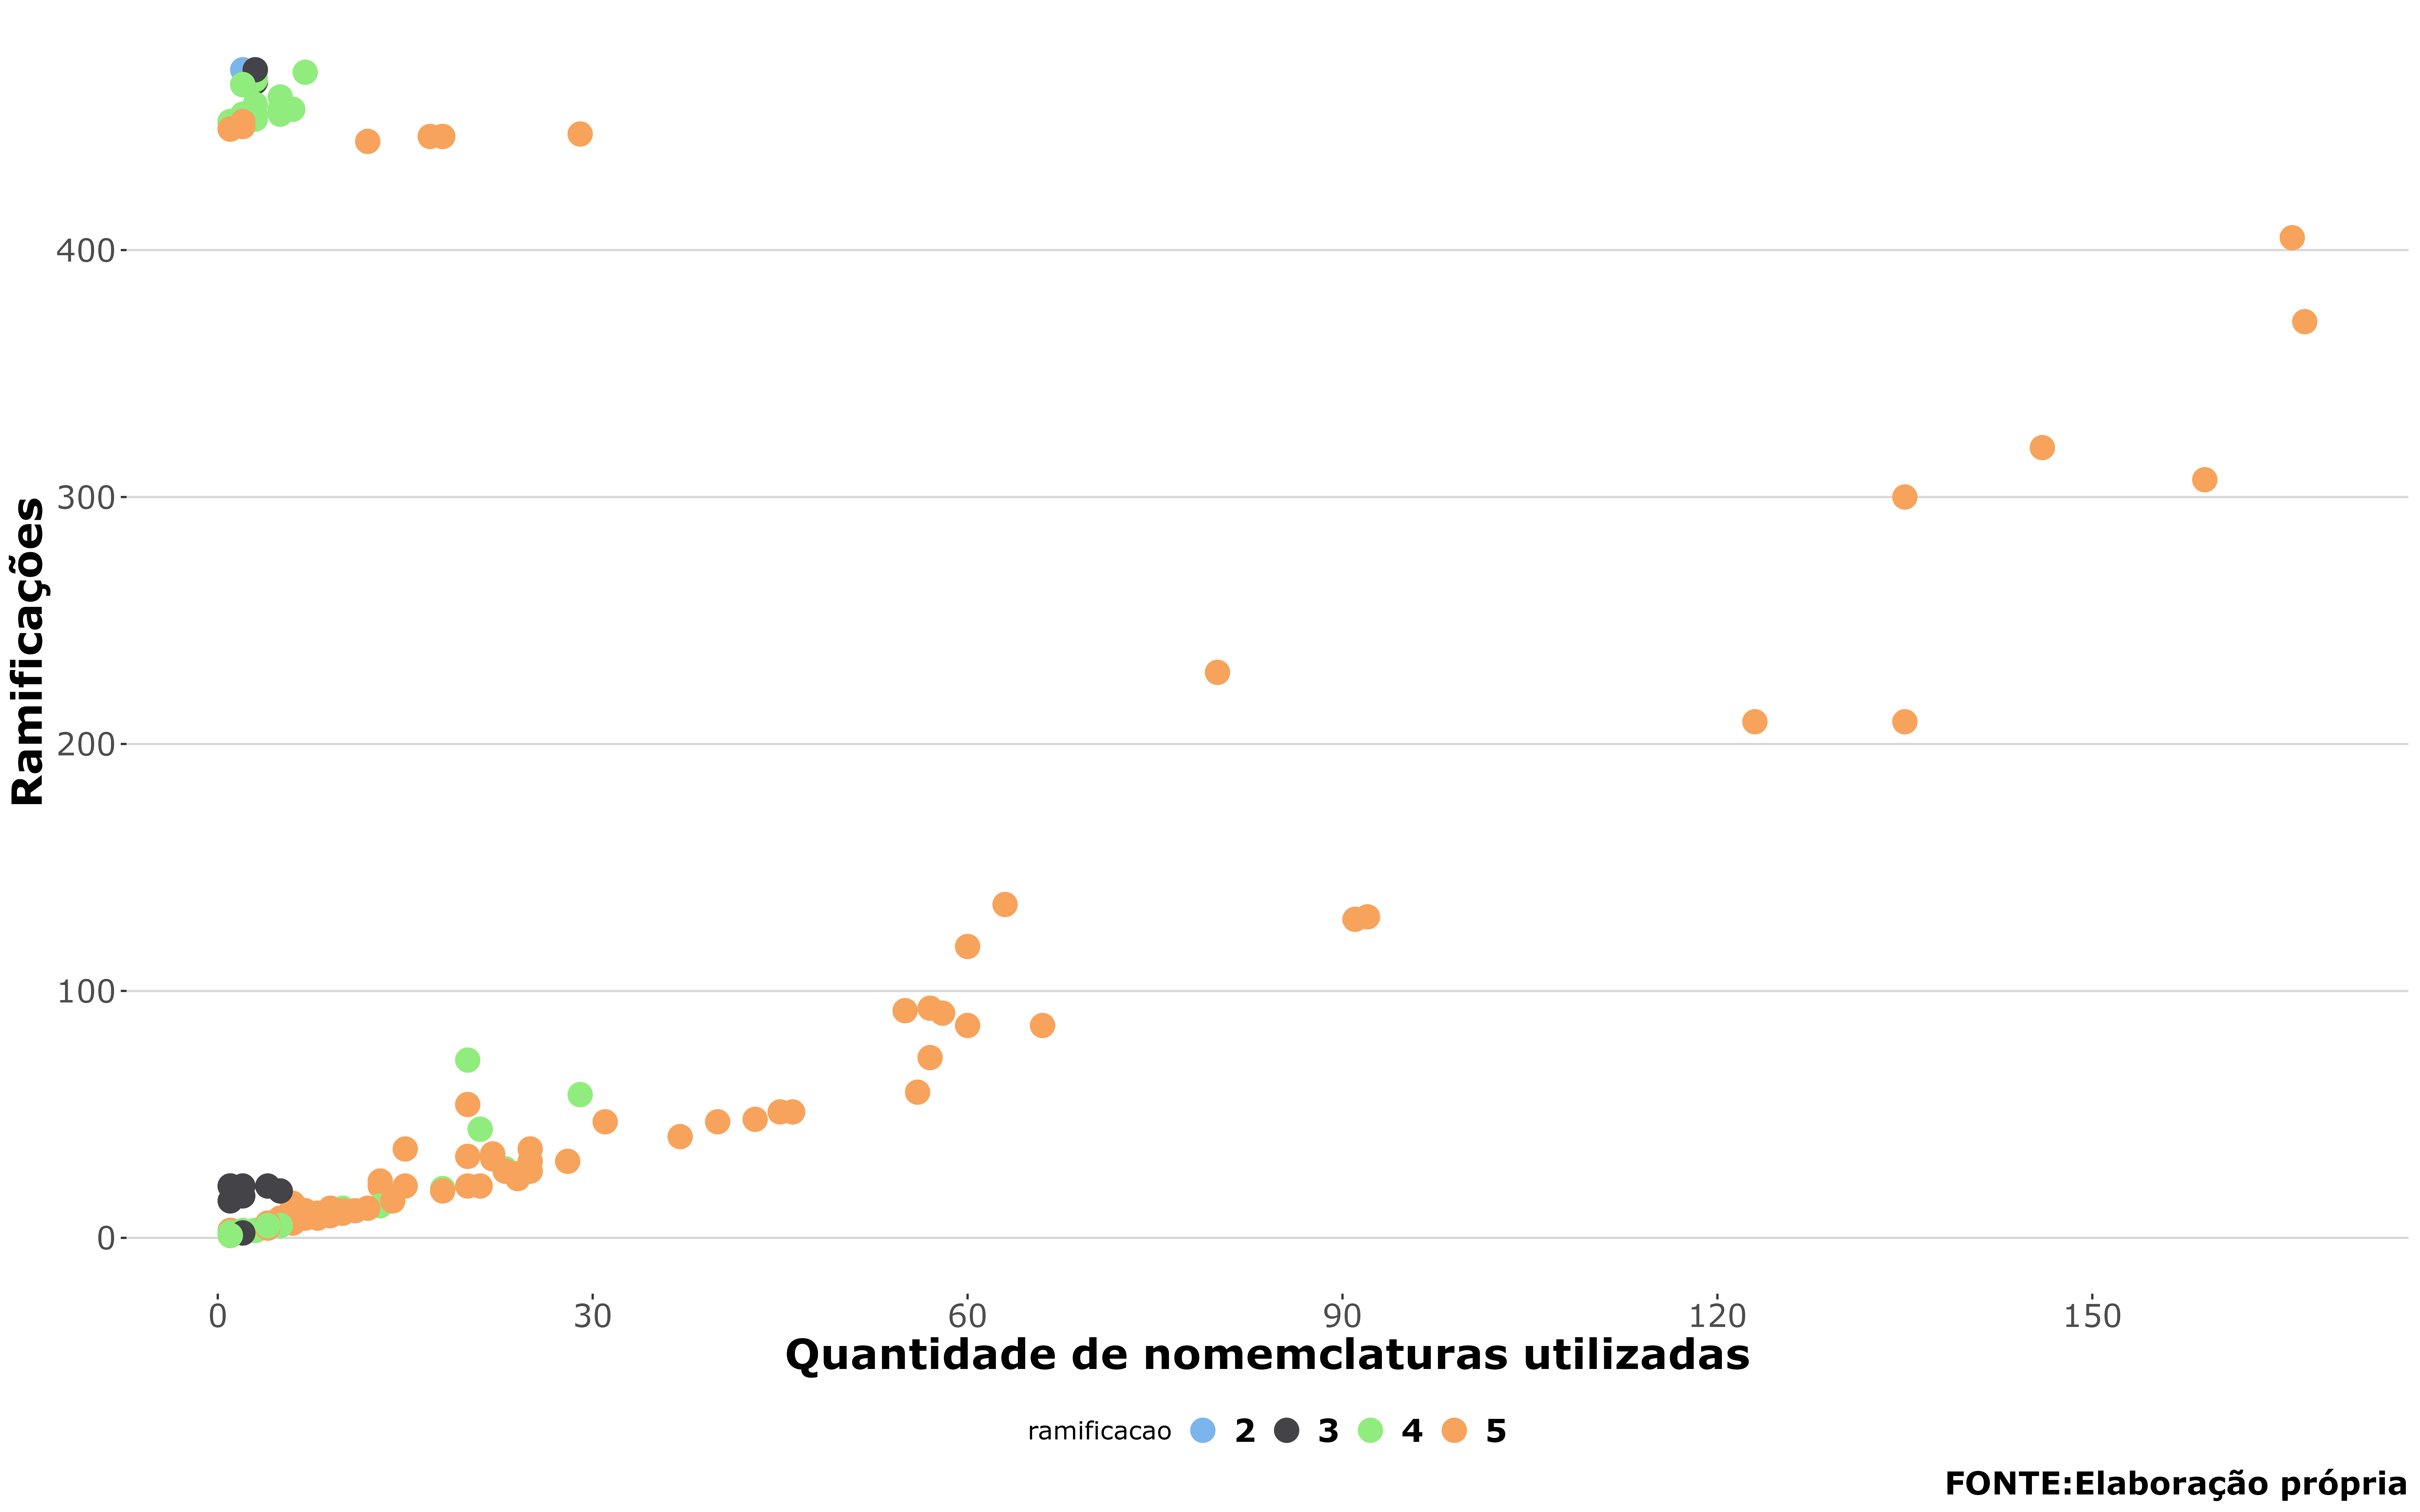 Ramificações
400
300
200
100
0
0 30 60 90 120 150
Quantidade de nomemclaturas utilizadas
ramificacao 2 3 4 5
FONTE:Elaboração própria